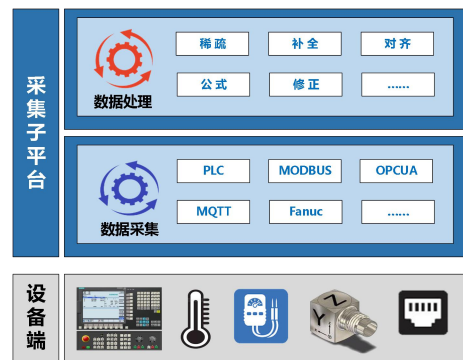 采集子平台
稀疏
补全
对齐
公式
修正
......
数据处理
PLC
MODBUS
OPCUA
MQTT
Fanuc
......
数据采集
设备端
Y
Z